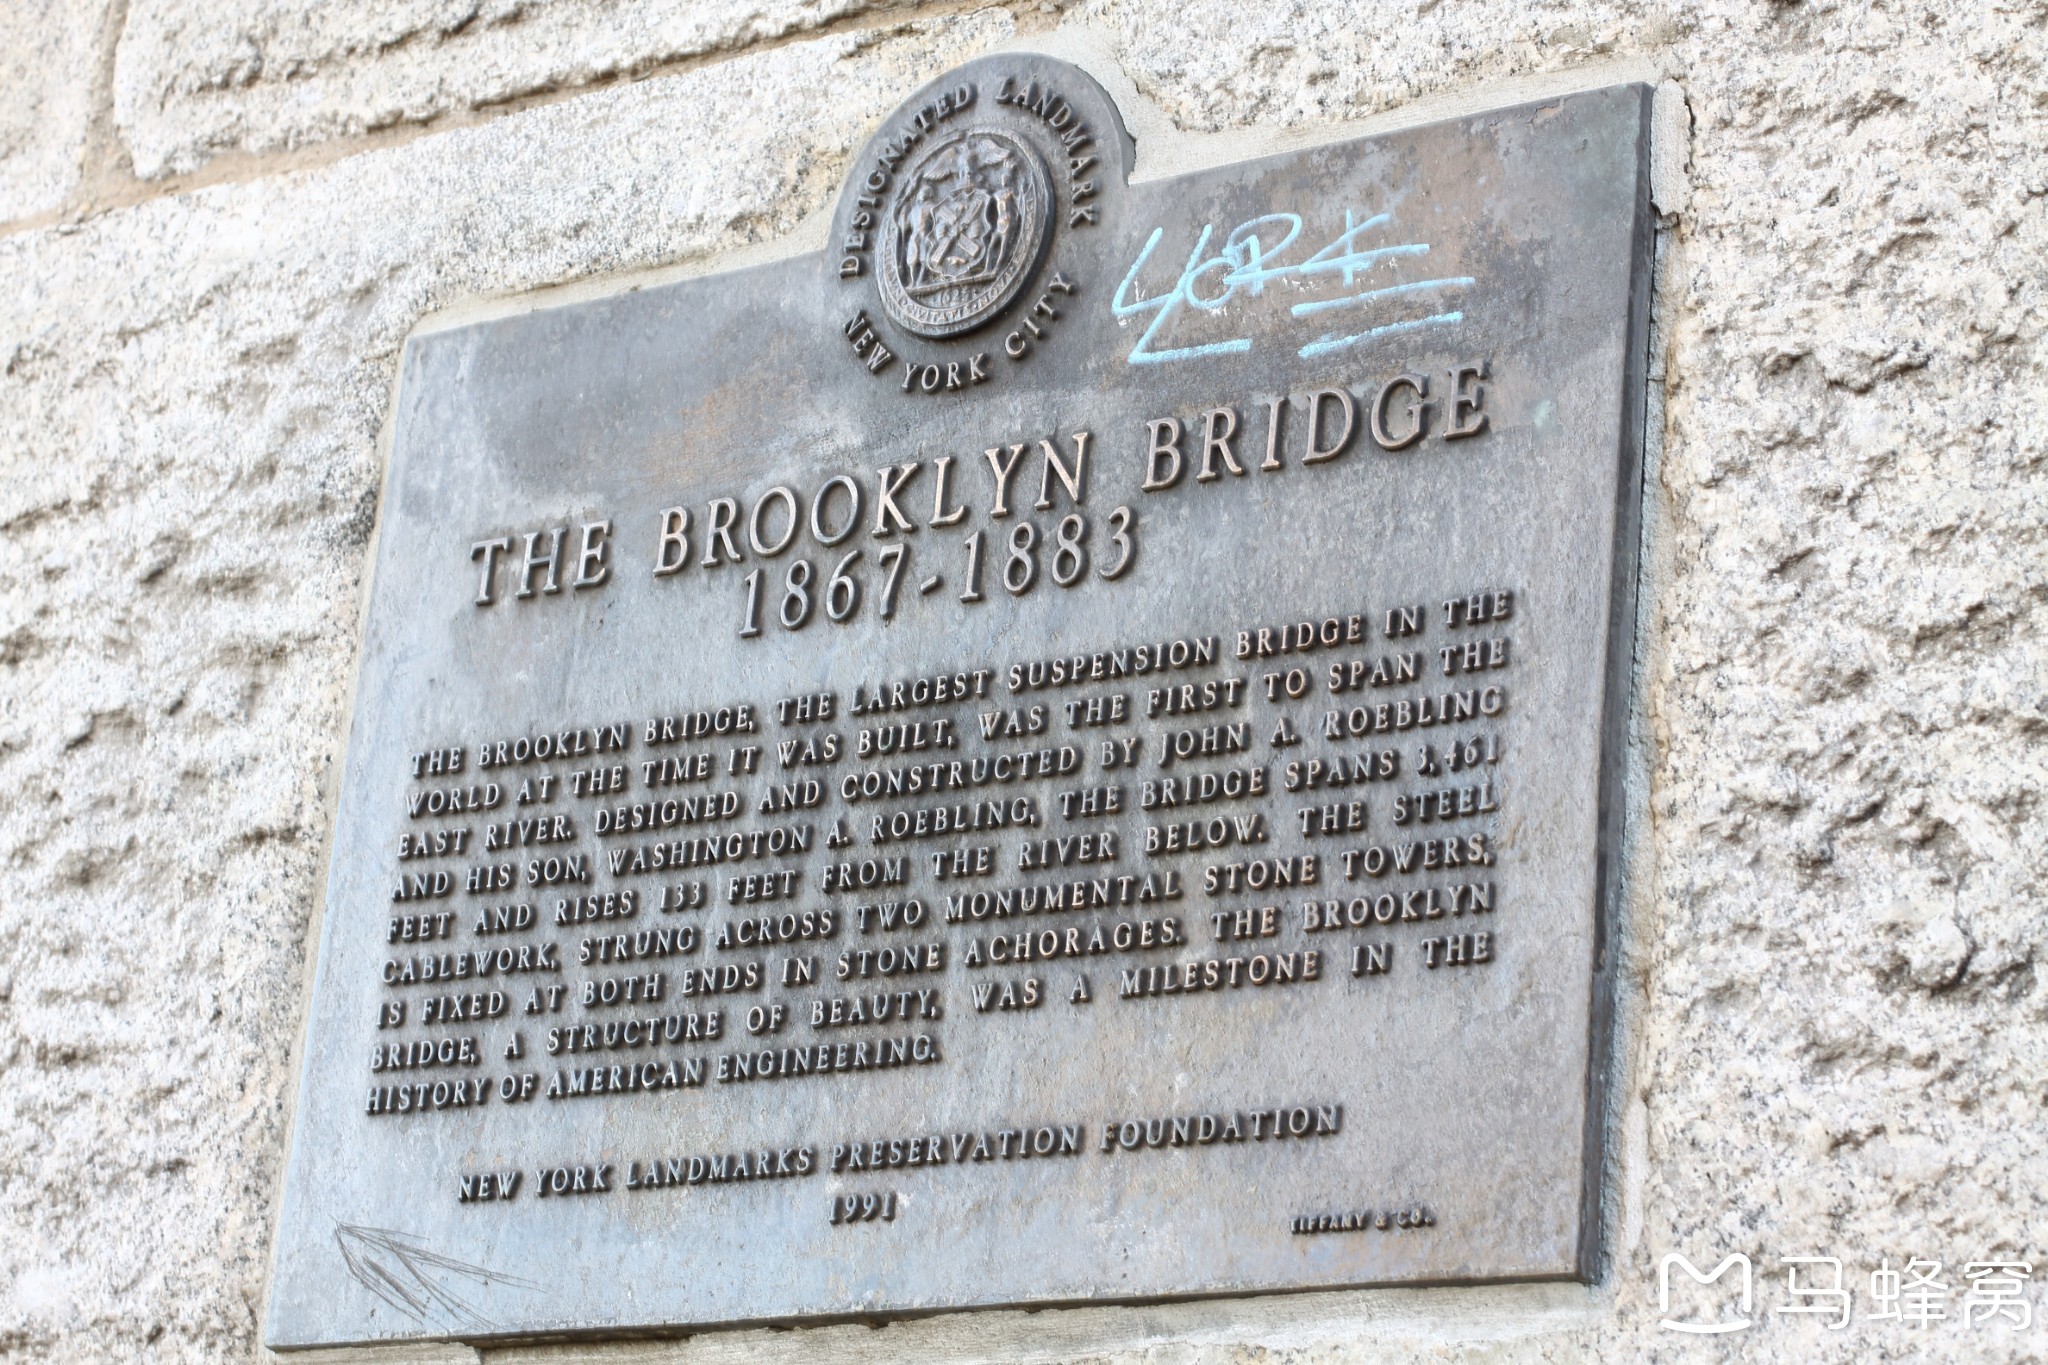 DESIGNATED LANDMARK
NEW YORK CITY
YORK
THE BROOKLYN BRIDGE
1867-1883
THE BROOKLYN BRIDGE, THE LARGEST SUSPENSION BRIDGE IN THE
WORLD AT THE TIME IT WAS BUILT, WAS THE FIRST TO SPAN THE
EAST RIVER. DESIGNED AND CONSTRUCTED BY JOHN A. ROEBLING
AND HIS SON, WASHINGTON A. ROEBLING, THE BRIDGE SPANS 3,461
FEET AND RISES 133 FEET FROM THE RIVER BELOW. THE STEEL
CABLEWORK, STRUNG ACROSS TWO MONUMENTAL STONE TOWERS,
IS FIXED AT BOTH ENDS IN STONE ACHORAGES. THE BROOKLYN
BRIDGE, A STRUCTURE OF BEAUTY, WAS A MILESTONE IN THE
HISTORY OF AMERICAN ENGINEERING.
NEW YORK LANDMARKS PRESERVATION FOUNDATION
1991
TIFFANY & CO.
马蜂窝